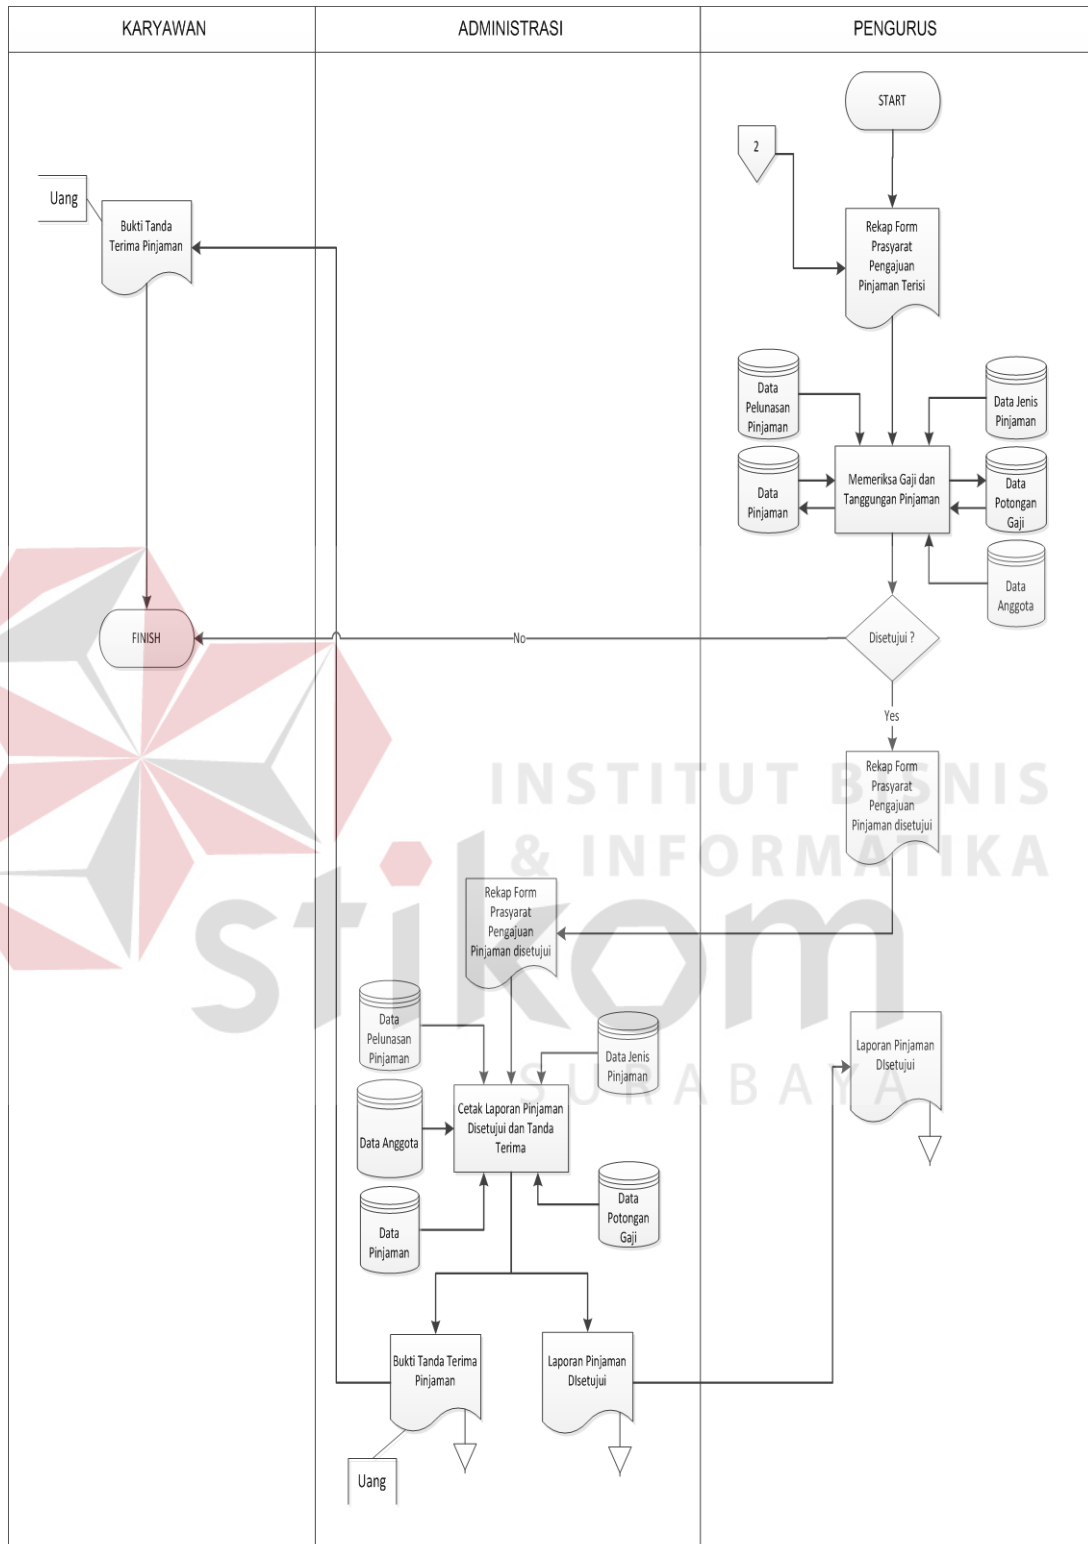 KARYAWAN
ADMINISTRASI
PENGURUS
START
2
Rekap Form
Prasyarat
Pengajuan
Pinjaman Terisi
Uang
Bukti Tanda
Terima Pinjaman
Data
Pelunasan
Pinjaman
Data Jenis
Pinjaman
Memeriksa Gaji dan
Tanggungan Pinjaman
Data
Pinjaman
Data
Potongan
Gaji
Data
Anggota
FINISH
No
Disetujui ?
Yes
Rekap Form
Prasyarat
Pengajuan
Pinjaman disetujui
INSTITUT BISNIS
& INFORMATIKA
stikom
SURABAYA
Rekap Form
Prasyarat
Pengajuan
Pinjaman disetujui
Data
Pelunasan
Pinjaman
Data Jenis
Pinjaman
Laporan Pinjaman
DIsetujui
Cetak Laporan Pinjaman
Disetujui dan Tanda
Terima
Data Anggota
Data
Pinjaman
Data
Potongan
Gaji
Bukti Tanda Terima
Pinjaman
Laporan Pinjaman
DIsetujui
Uang